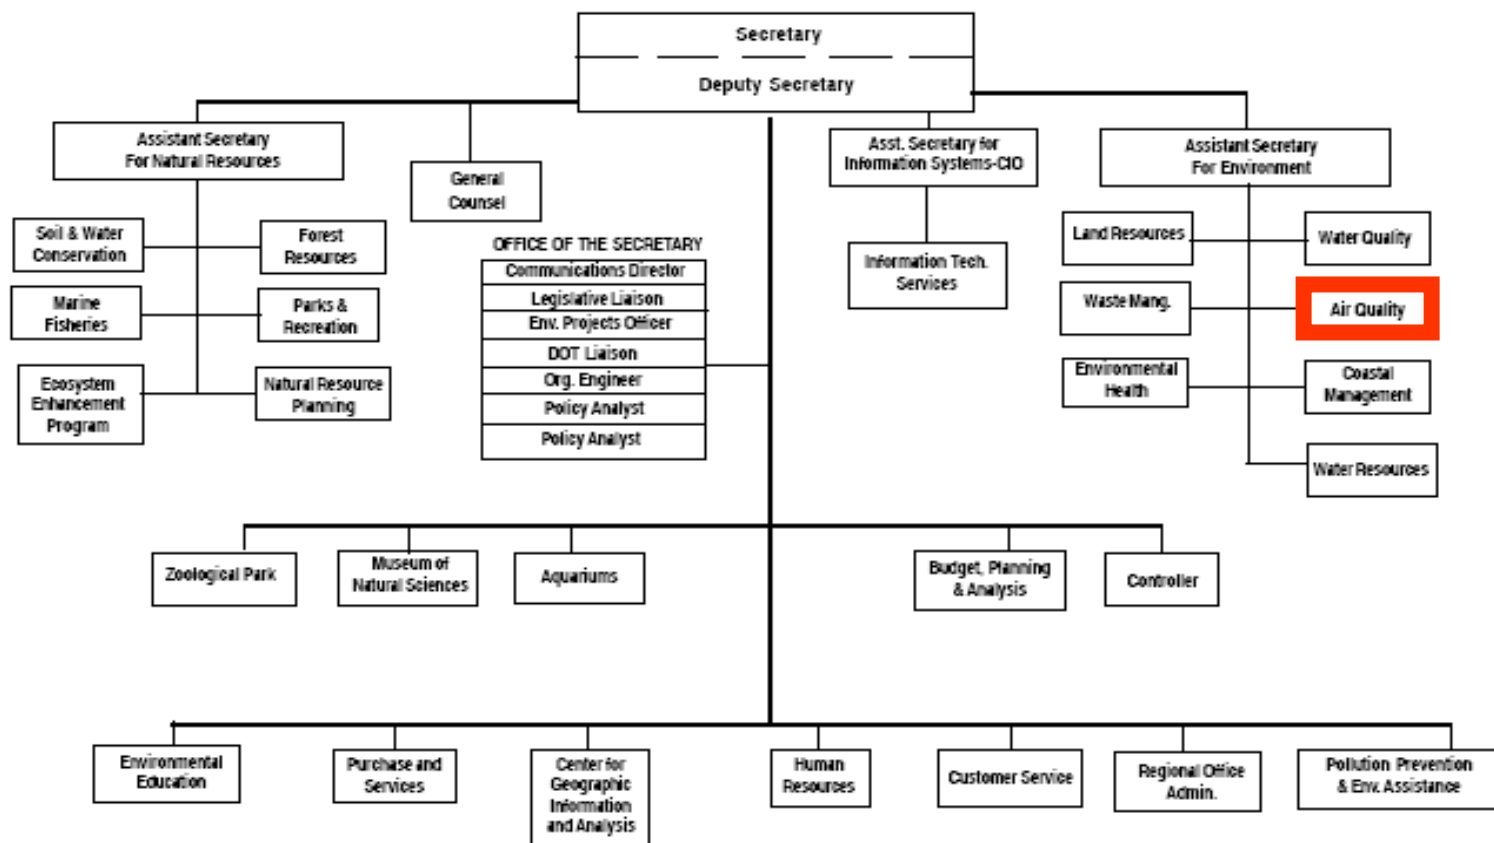 Secretary
Deputy Secretary
Assistant Secretary
For Natural Resources
General
Counsel
Asst. Secretary for
Information Systems-CIO
Assistant Secretary
For Environment
Soil & Water
Conservation
Forest
Resources
Marine
Fisheries
Parks &
Recreation
Ecosystem
Enhancement
Program
Natural Resource
Planning
OFFICE OF THE SECRETARY
Communications Director
Legislative Liaison
Env. Projects Officer
DOT Liaison
Org. Engineer
Policy Analyst
Policy Analyst
Information Tech.
Services
Land Resources
Water Quality
Waste Mang.
Air Quality
Environmental
Health
Coastal
Management
Water Resources
Zoological Park
Museum of
Natural Sciences
Aquariums
Budget, Planning
& Analysis
Controller
Environmental
Education
Purchase and
Services
Center for
Geographic
Information
and Analysis
Human
Resources
Customer Service
Regional Office
Admin.
Pollution Prevention
& Env. Assistance